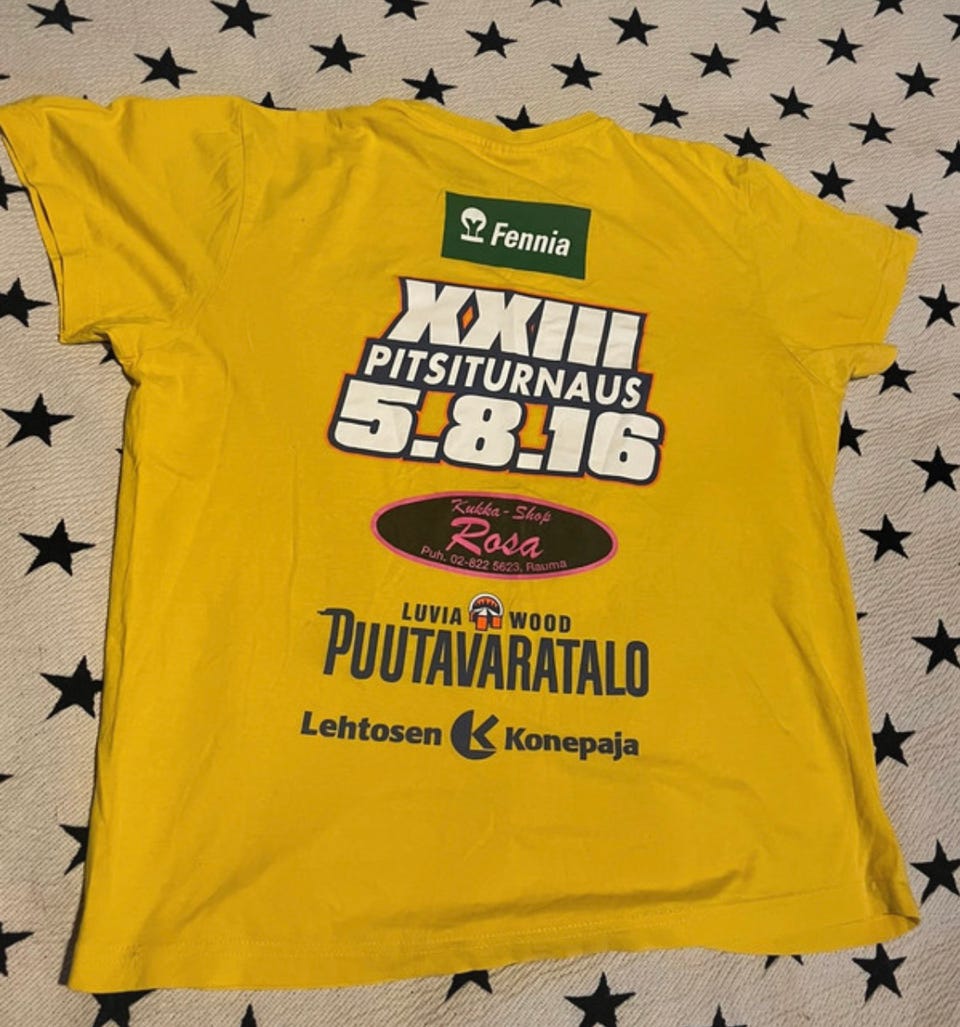 Fennia
XXIII
PITSITURNAUS
5.8.16
Kukka-Shop
Rosa
Puh. 02-822 5623, Rauma
LUVIA WOOD
PUUTAVARATALO
Lehtosen K Konepaja